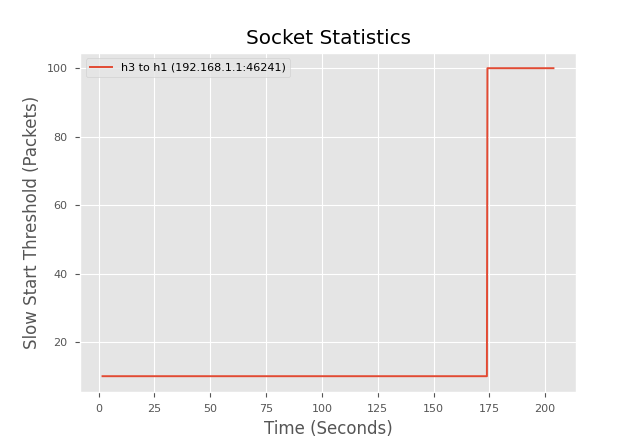 Socket Statistics
h3 to h1 (192.168.1.1:46241)
Slow Start Threshold (Packets)
100
80
60
40
20
0 25 50 75 100 125 150 175 200
Time (Seconds)